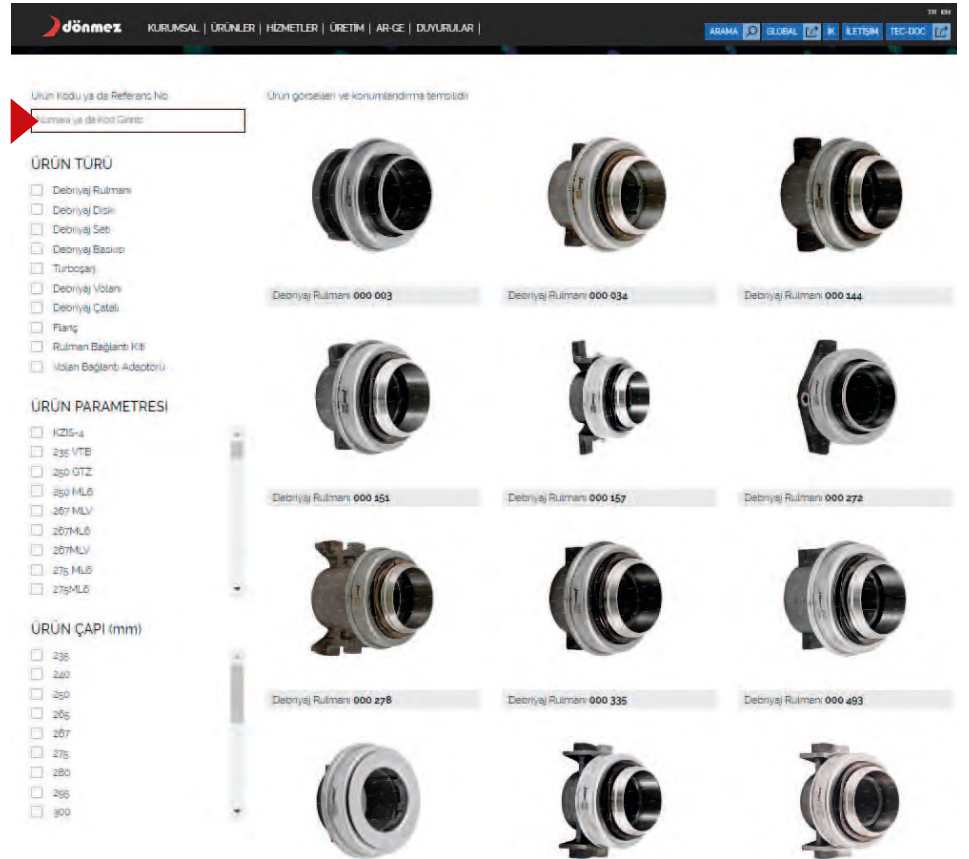 TR EN
dönmez
KURUMSAL | ÜRÜNLER | HİZMETLER | ÜRETİM | AR-GE | DUYURULAR |
ARAMA GLOBAL İK İLETİŞİM TEC-DOC
Ürün Kodu ya da Referans No
Numara ya da Kod Giriniz
Ürün görselleri ve konumlandırma temsilidir
ÜRÜN TÜRÜ
Debriyaj Rulmanı
Debriyaj Diski
Debriyaj Seti
Debriyaj Baskısı
Turboşarj
Debriyaj Volanı
Debriyaj Çatalı
Flanş
Rulman Bağlantı Kiti
Volan Bağlantı Adaptörü
ÜRÜN PARAMETRESİ
KZIS-4
235 VTB
250 GTZ
250 ML6
267 MLV
267ML6
267MLV
275 ML6
275ML6
ÜRÜN ÇAPI (mm)
235
240
250
265
267
275
280
295
300
Debriyaj Rulmanı 000 003
Debriyaj Rulmanı 000 034
Debriyaj Rulmanı 000 144
Debriyaj Rulmanı 000 151
Debriyaj Rulmanı 000 157
Debriyaj Rulmanı 000 272
Debriyaj Rulmanı 000 278
Debriyaj Rulmanı 000 335
Debriyaj Rulmanı 000 493